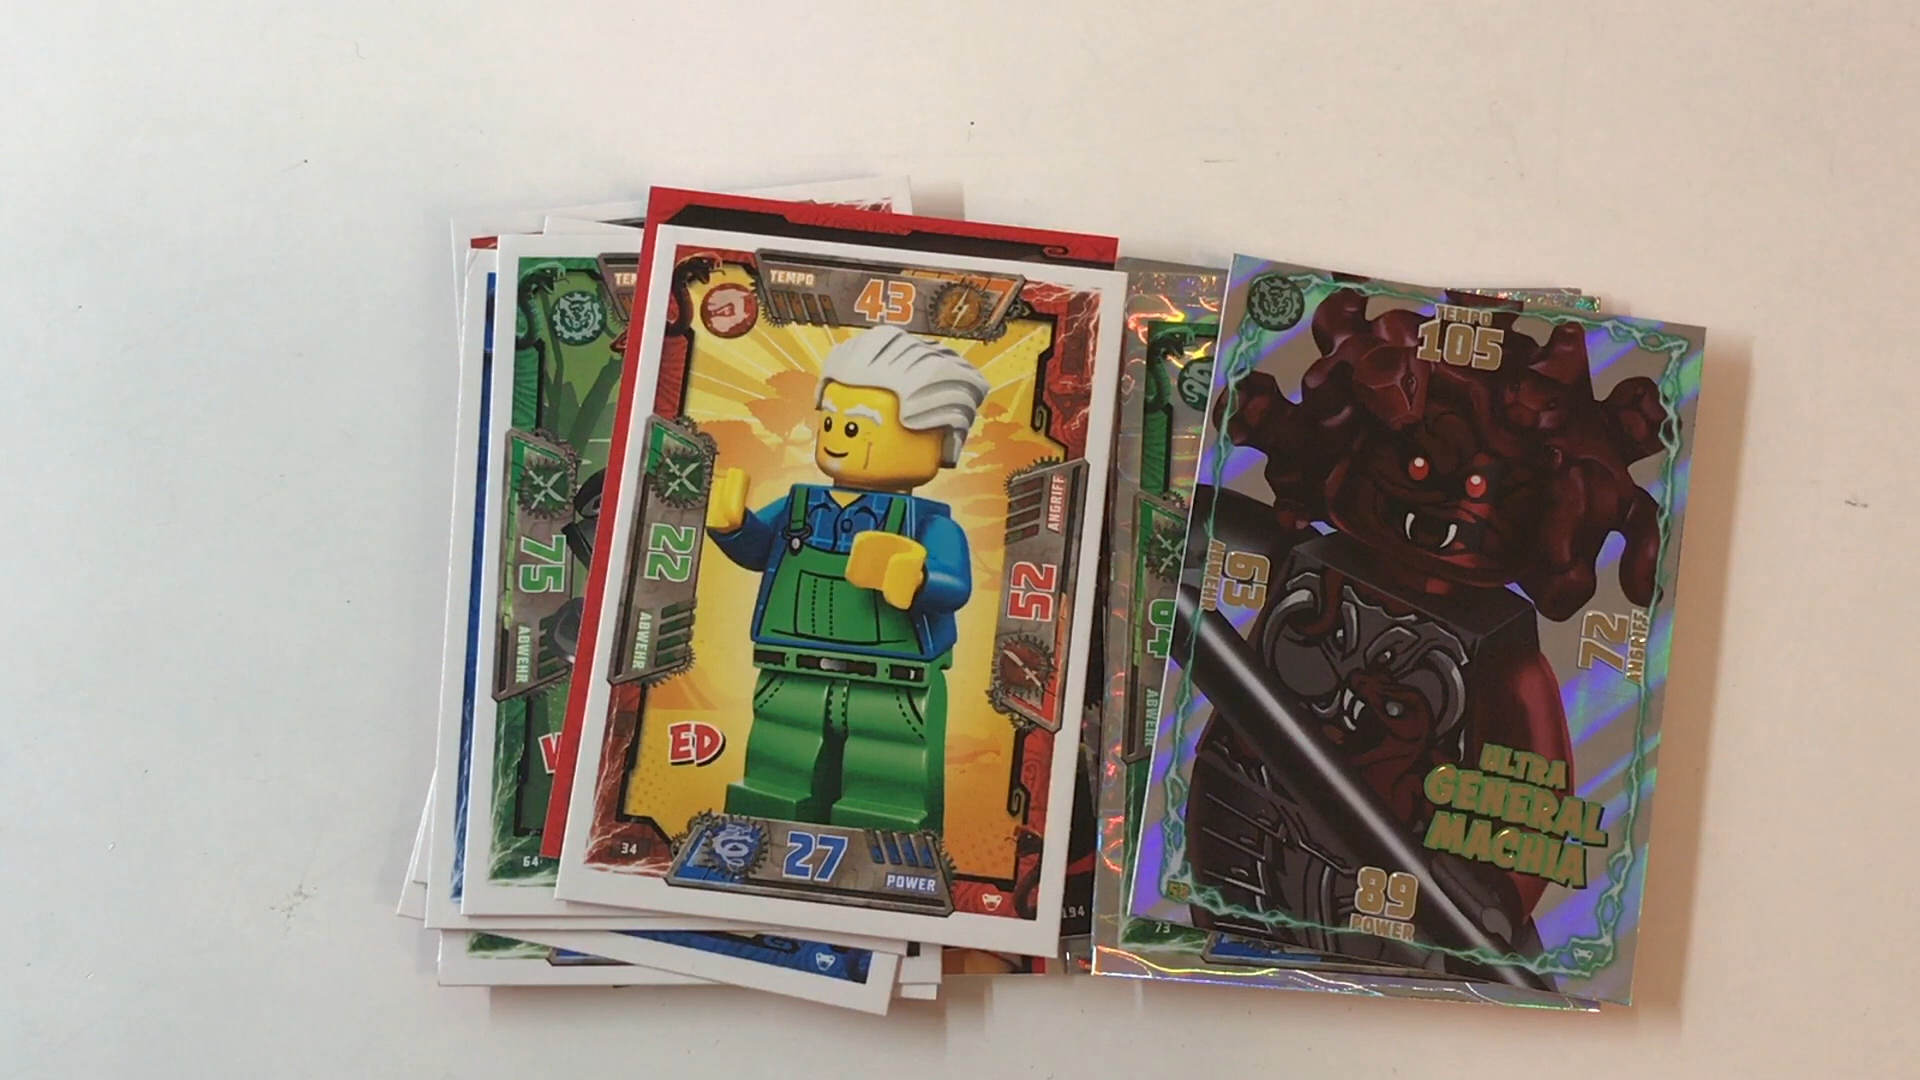 TEMPO
43
22
ABWEHR
ANGRIFF
52
ED
34
27
POWER
75
ABWEHR
64
194
ABWEHR
73
TEMPO
105
63
ABWEHR
72
ANGRIFF
ULTRA
GENERAL
MACHIA
89
POWER